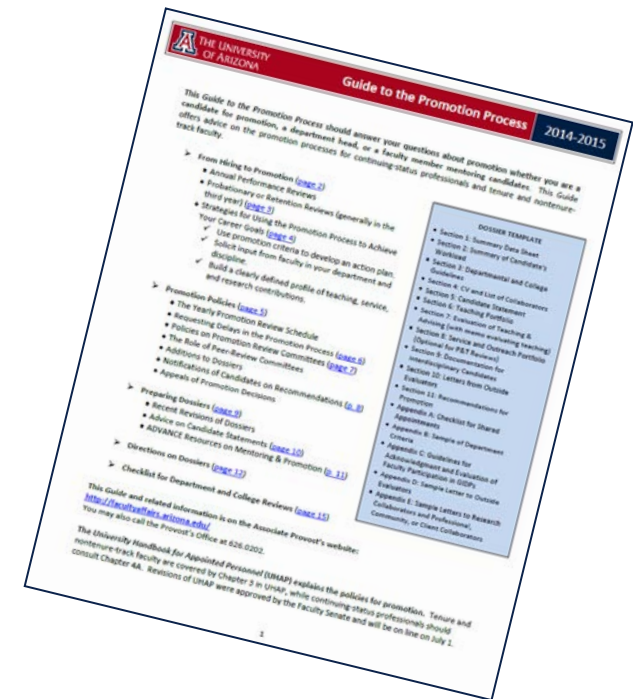 THE UNIVERSITY
OF ARIZONA
Guide to the Promotion Process
2014-2015
This Guide to the Promotion Process should answer your questions about promotion whether you are a
candidate for promotion, a department head, or a faculty member mentoring candidates. This Guide
offers advice on the promotion processes for continuing-status professionals and tenure and nontenure-
track faculty.
➢ From Hiring to Promotion (page 2)
• Annual Performance Reviews
• Probationary or Retention Reviews (generally in the
third year) (page 3)
• Strategies for Using the Promotion Process to Achieve
Your Career Goals (page 4)
✓ Use promotion criteria to develop an action plan.
✓ Solicit input from faculty in your department and
discipline.
✓ Build a clearly defined profile of teaching, service,
and research contributions.
➢ Promotion Policies (page 5)
• The Yearly Promotion Review Schedule
• Requesting Delays in the Promotion Process (page 6)
• Policies on Promotion Review Committees (page 7)
• The Role of Peer-Review Committees
• Additions to Dossiers
• Notifications of Candidates on Recommendations (p. 8)
• Appeals of Promotion Decisions
➢ Preparing Dossiers (page 9)
• Recent Revisions of Dossiers
• Advice on Candidate Statements (page 10)
• ADVANCE Resources on Mentoring & Promotion (p. 11)
➢ Directions on Dossiers (page 12)
➢ Checklist for Department and College Reviews (page 15)
DOSSIER TEMPLATE
• Section 1: Summary Data Sheet
• Section 2: Summary of Candidate's
Workload
• Section 3: Departmental and College
Guidelines
• Section 4: CV and List of Collaborators
• Section 5: Candidate Statement
• Section 6: Teaching Portfolio
• Section 7: Evaluation of Teaching &
Advising (with memo evaluating teaching)
• Section 8: Service and Outreach Portfolio
(Optional for P&T Reviews)
• Section 9: Documentation for
Interdisciplinary Candidates
• Section 10: Letters from Outside
Evaluators
• Section 11: Recommendations for
Promotion
• Appendix A: Checklist for Shared
Appointments
• Appendix B: Sample of Department
Criteria
• Appendix C: Guidelines for
Acknowledgment and Evaluation of
Faculty Participation in GIDPs
• Appendix D: Sample Letter to Outside
Evaluators
• Appendix E: Sample Letters to Research
Collaborators and Professional,
Community, or Client Collaborators
This Guide and related information is on the Associate Provost's website:
http://facultyaffairs.arizona.edu/
You may also call the Provost's Office at 626.0202.
The University Handbook for Appointed Personnel (UHAP) explains the policies for promotion. Tenure and
nontenure-track faculty are covered by Chapter 3 in UHAP, while continuing-status professionals should
consult Chapter 4A. Revisions of UHAP were approved by the Faculty Senate and will be on line on July 1.
1